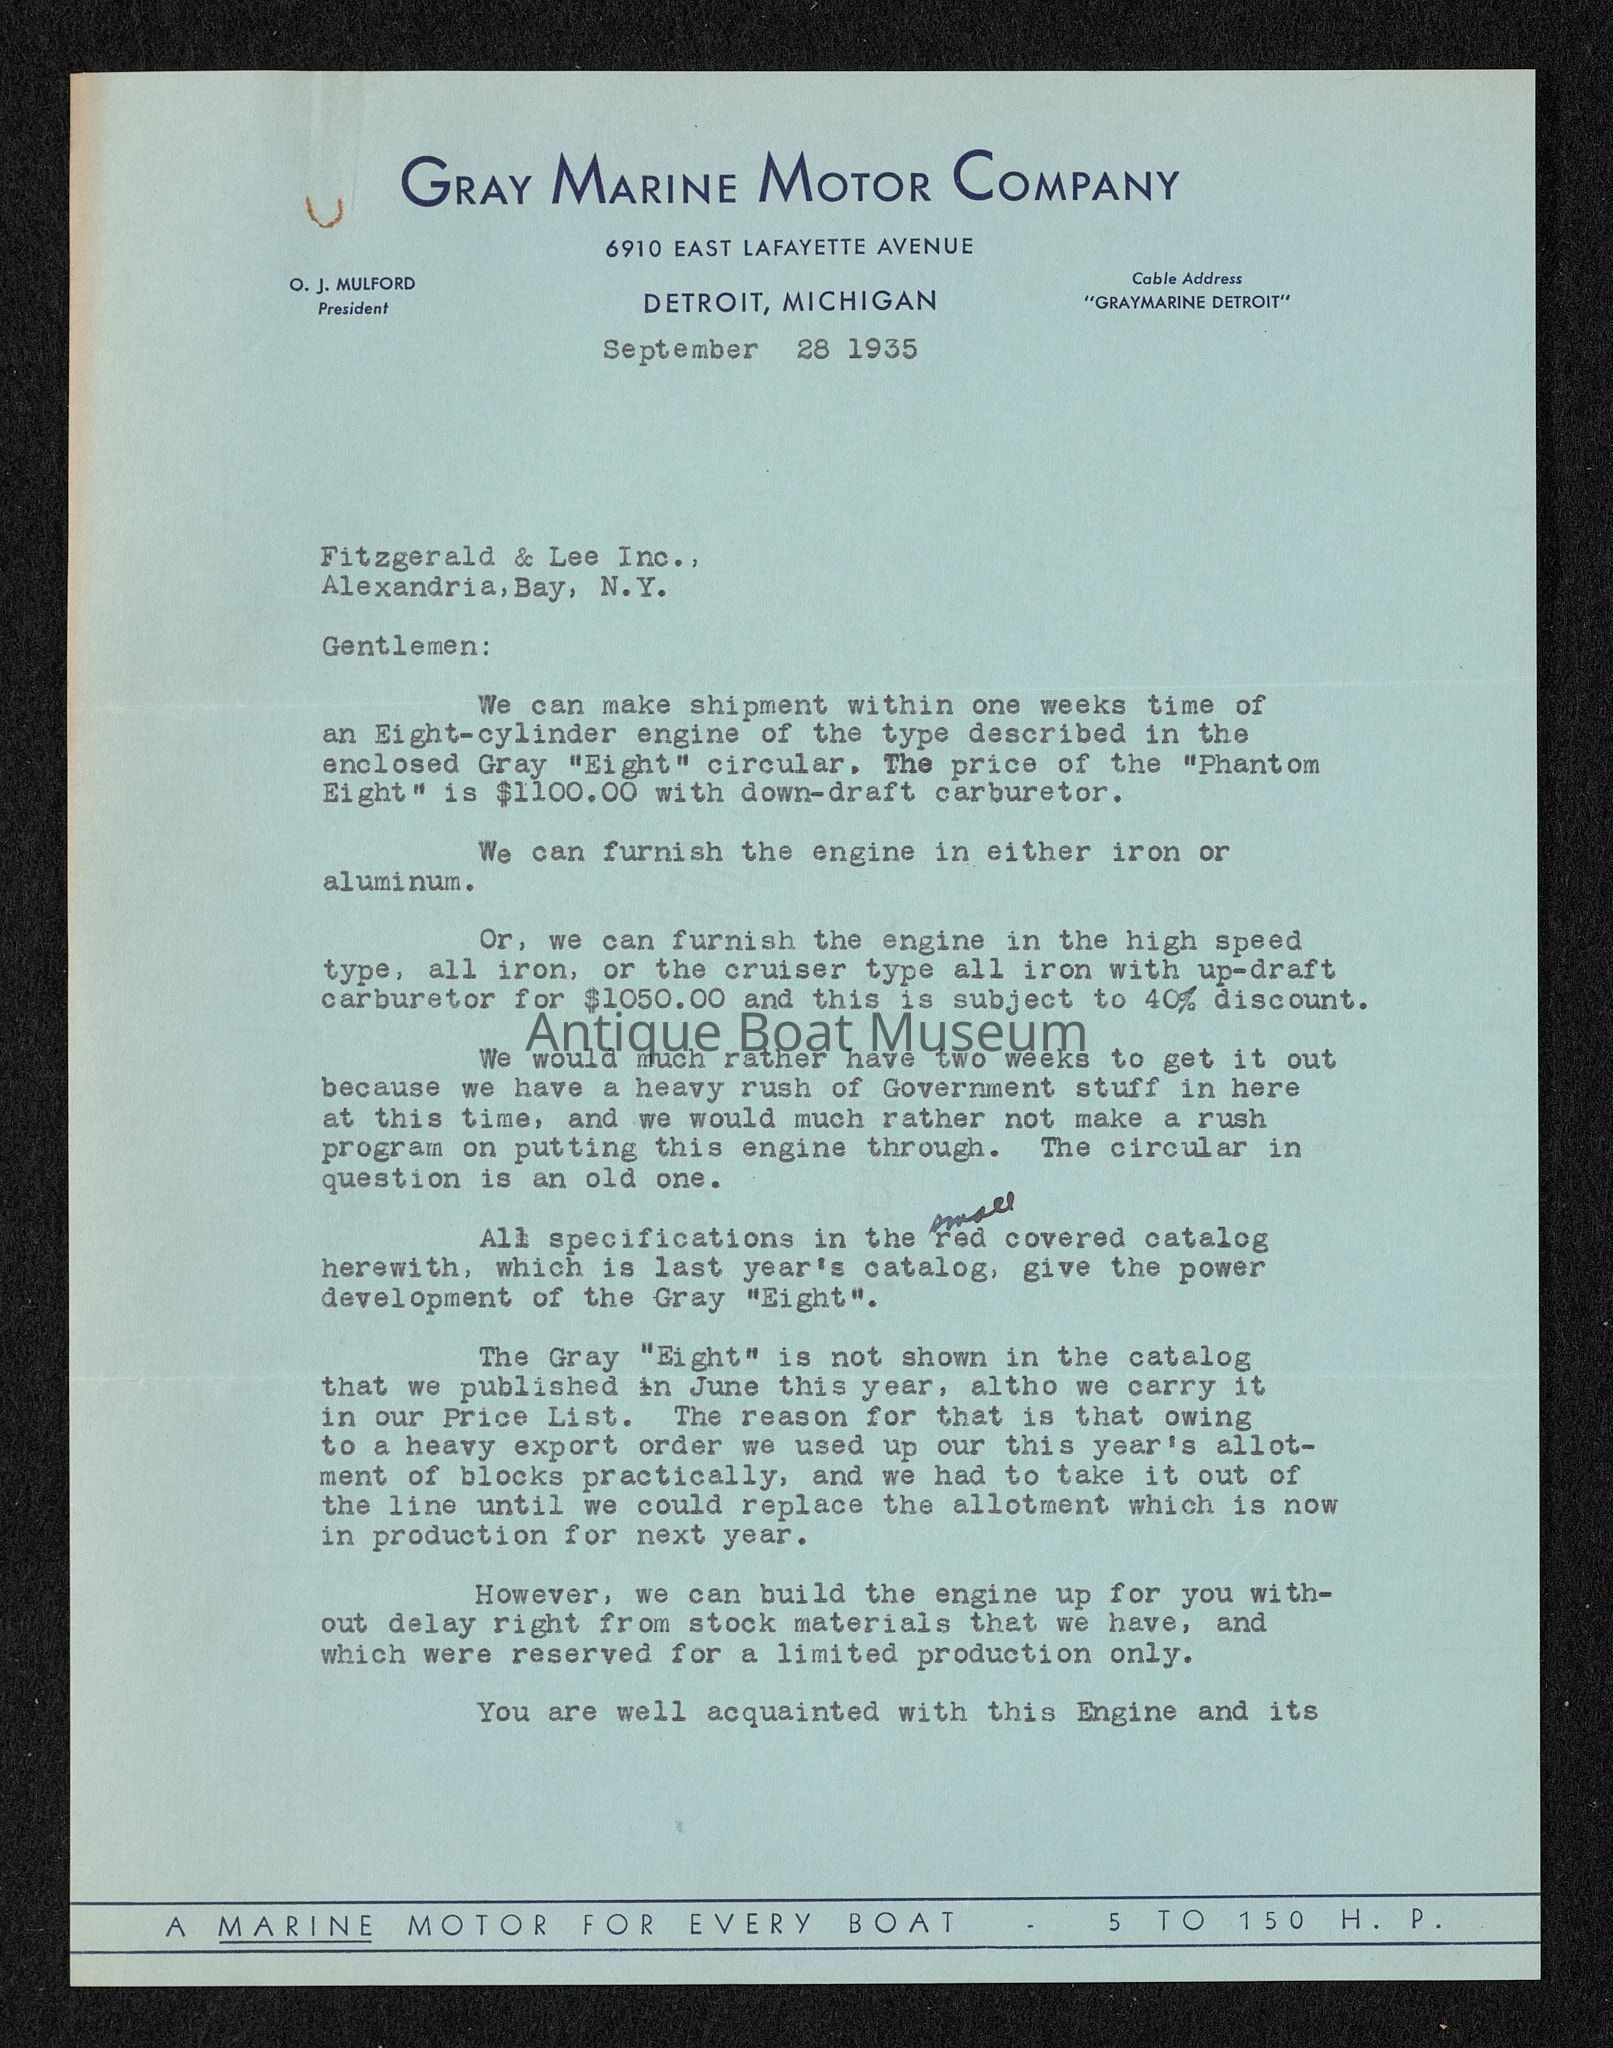 GRAY MARINE MOTOR COMPANY
6910 EAST LAFAYETTE AVENUE
O. J. MULFORD
President
DETROIT, MICHIGAN
Cable Address
"GRAYMARINE DETROIT"
September 28 1935
Fitzgerald & Lee Inc.,
Alexandria,Bay, N.Y.
Gentlemen:
We can make shipment within one weeks time of
an Eight-cylinder engine of the type described in the
enclosed Gray "Eight" circular. The price of the "Phantom
Eight" is $1100.00 with down-draft carburetor.
We can furnish the engine in either iron or
aluminum.
Or, we can furnish the engine in the high speed
type, all iron, or the cruiser type all iron with up-draft
carburetor for $1050.00 and this is subject to 40% discount.
Antique Boat Museum
We would much rather have two weeks to get it out
because we have a heavy rush of Government stuff in here
at this time, and we would much rather not make a rush
program on putting this engine through. The circular in
question is an old one.
small
All specifications in the red covered catalog
herewith, which is last year's catalog, give the power
development of the Gray "Eight".
The Gray "Eight" is not shown in the catalog
that we published in June this year, altho we carry it
in our Price List. The reason for that is that owing
to a heavy export order we used up our this year's allot-
ment of blocks practically, and we had to take it out of
the line until we could replace the allotment which is now
in production for next year.
However, we can build the engine up for you with-
out delay right from stock materials that we have, and
which were reserved for a limited production only.
You are well acquainted with this Engine and its
A MARINE MOTOR FOR EVERY BOAT - 5 TO 150 H. P.